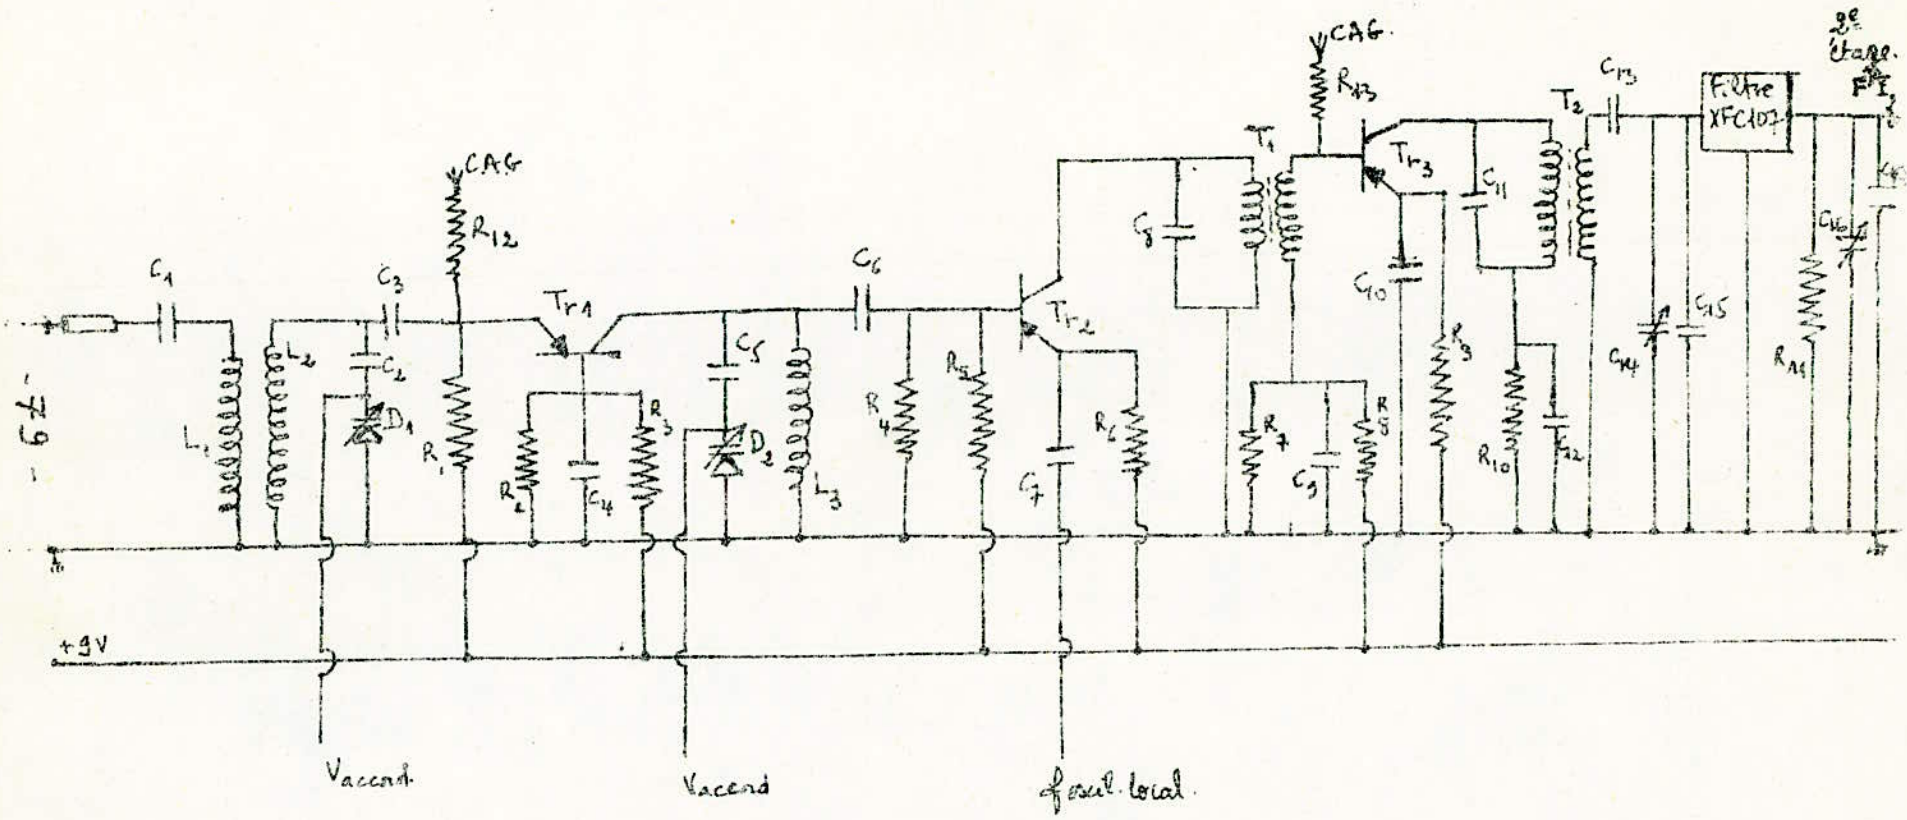 2e
étage.
F.I.
CAG.
R13
C13
Filtre
XFC107
T2
T1
Tr3
C11
CAG
R12
C8
C16
C10
C1
C3
C6
Tr1
Tr2
L2
C2
C5
R9
C14
C15
R11
D1
L1
R1
R2
C4
R3
D2
L3
R4
R5
R6
C7
R7
C9
R8
R10
C12
- 79 -
+9V
Vaccord.
Vaccord
f oscil. local.